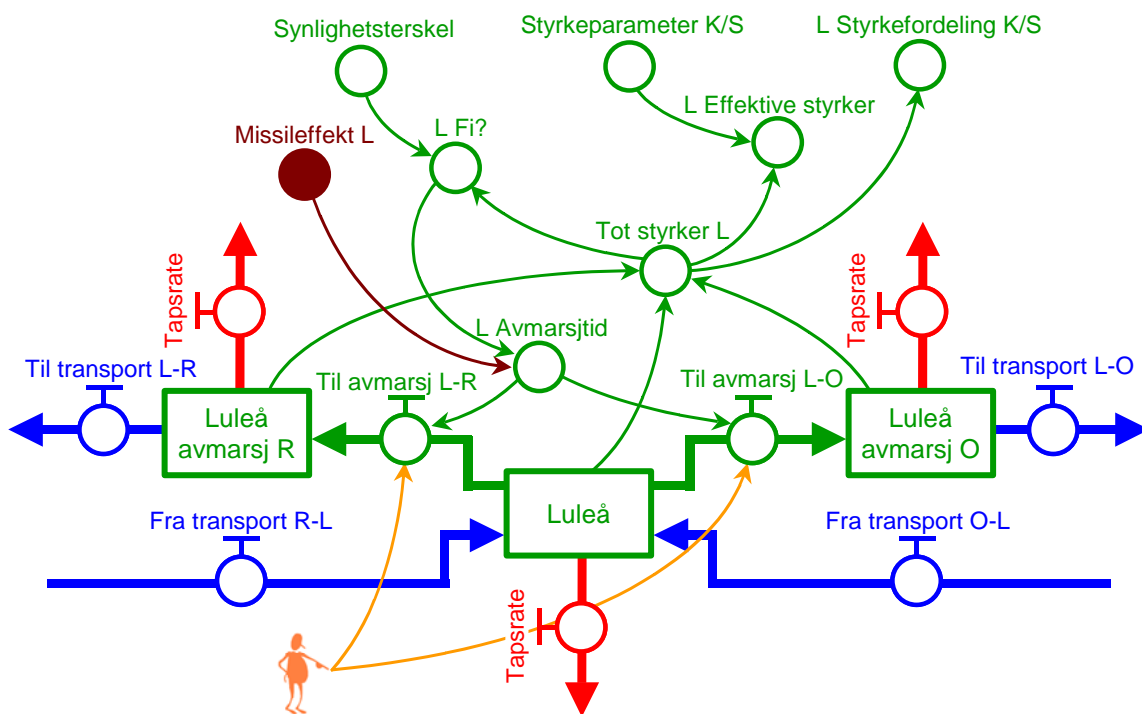 Synlighetsterskel
Styrkeparameter K/S
L Styrkefordeling K/S
L Effektive styrker
L Fi?
Missileffekt L
Tot styrker L
Tapsrate
Tapsrate
L Avmarsjtid
Til transport L-R
Til avmarsj L-R
Til avmarsj L-O
Til transport L-O
Luleå
avmarsj R
Luleå
avmarsj O
Luleå
Fra transport R-L
Fra transport O-L
Tapsrate